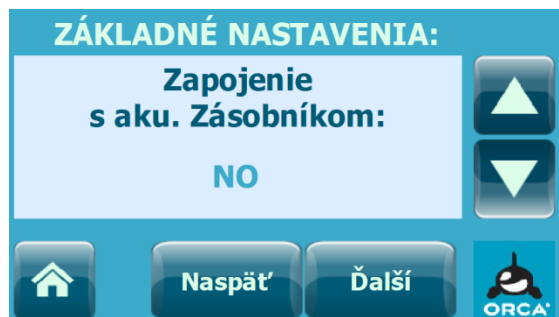 ZÁKLADNÉ NASTAVENIA:
Zapojenie
s aku. Zásobníkom:
NO
Naspäť
Ďalší
ORCA